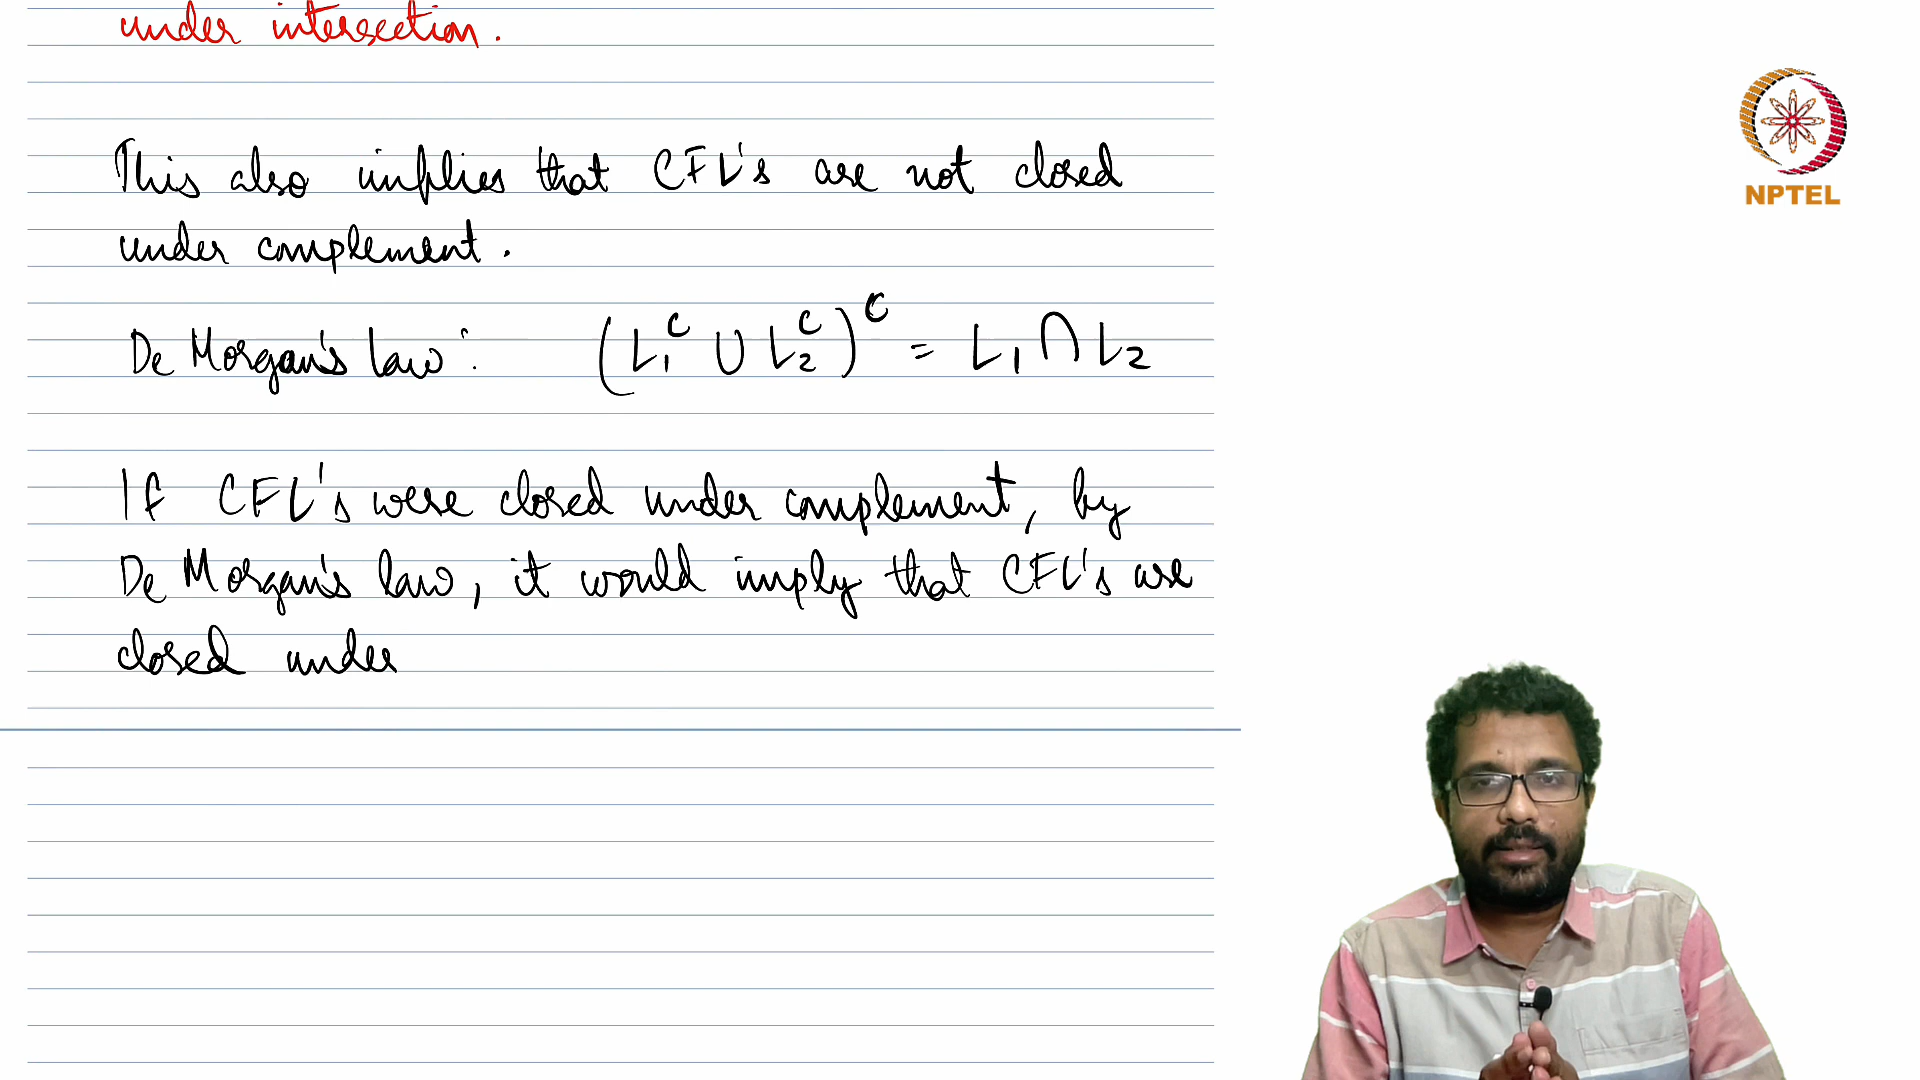 under intersection.
This also implies that CFL's are not closed
under complement.
De Morgan's law: (L₁ᶜ ∪ L₂ᶜ)ᶜ = L₁ ∩ L₂
If CFL's were closed under complement, by
De Morgan's law, it would imply that CFL's are
closed under
NPTEL